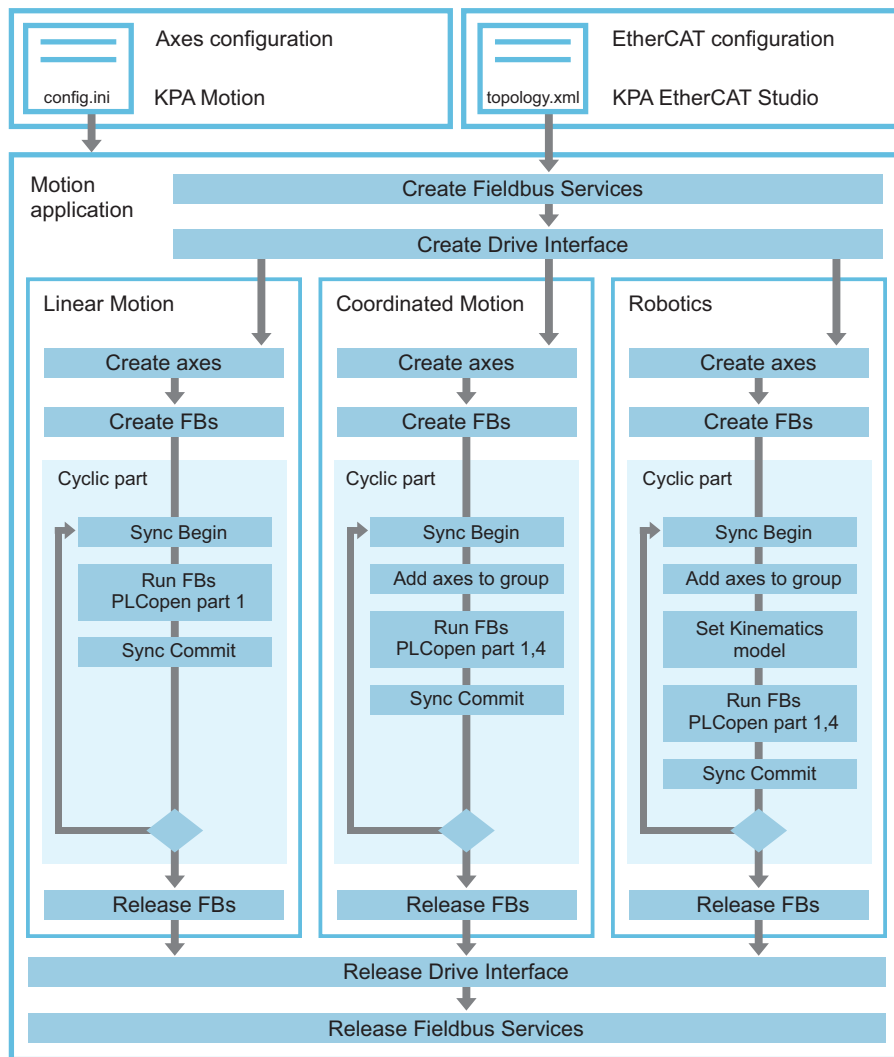 Axes configuration
config.ini
KPA Motion
EtherCAT configuration
topology.xml
KPA EtherCAT Studio
Motion
application
Create Fieldbus Services
Create Drive Interface
Linear Motion
Create axes
Create FBs
Cyclic part
Sync Begin
Run FBs
PLCopen part 1
Sync Commit
Release FBs
Coordinated Motion
Create axes
Create FBs
Cyclic part
Sync Begin
Add axes to group
Run FBs
PLCopen part 1,4
Sync Commit
Release FBs
Robotics
Create axes
Create FBs
Cyclic part
Sync Begin
Add axes to group
Set Kinematics
model
Run FBs
PLCopen part 1,4
Sync Commit
Release FBs
Release Drive Interface
Release Fieldbus Services